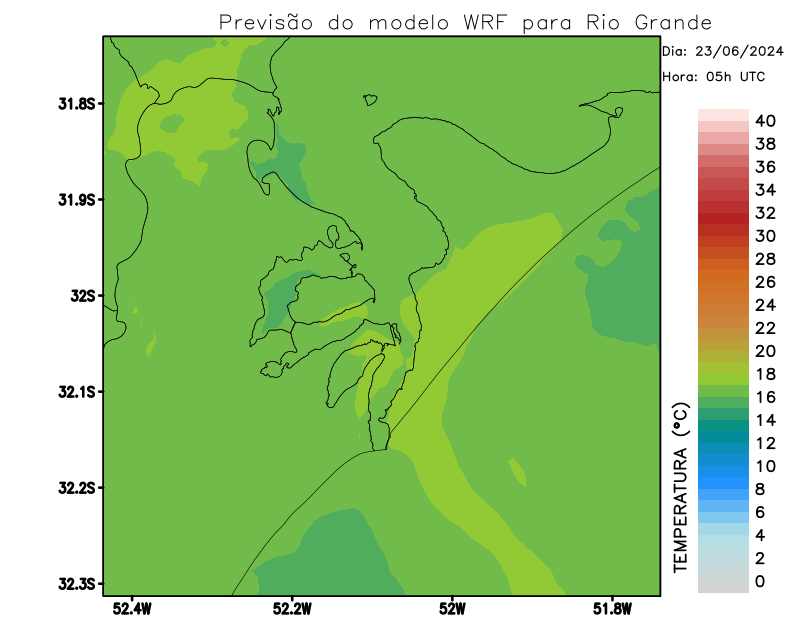 Previsão do modelo WRF para Rio Grande
Dia: 23/06/2024
Hora: 05h UTC
31.8S
31.9S
32S
32.1S
32.2S
32.3S
52.4W
52.2W
52W
51.8W
TEMPERATURA (°C)
40
38
36
34
32
30
28
26
24
22
20
18
16
14
12
10
8
6
4
2
0